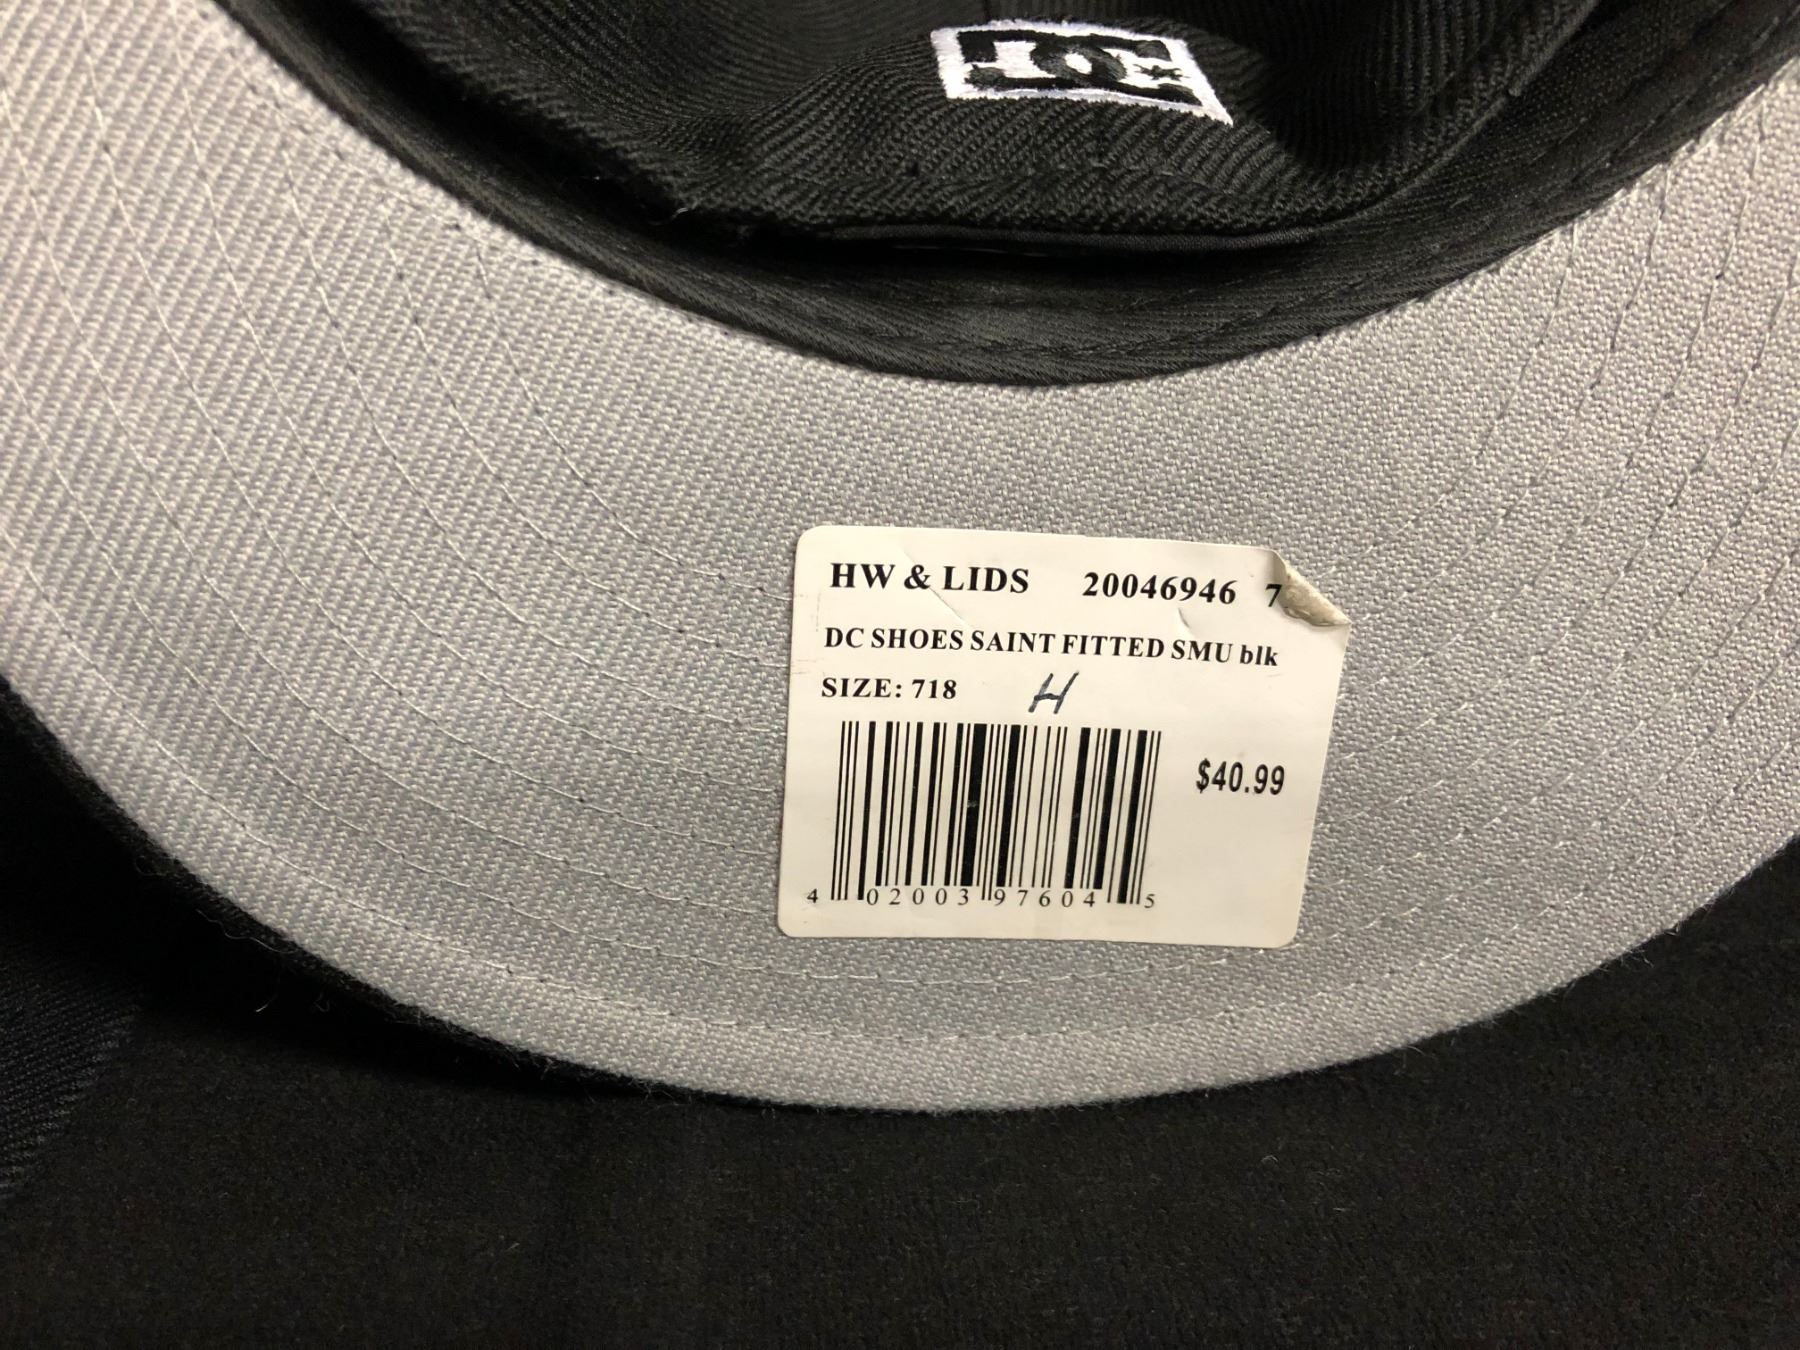 DC
HW & LIDS 20046946 7
DC SHOES SAINT FITTED SMU blk
SIZE: 718 H
$40.99
4 02003 97604 5